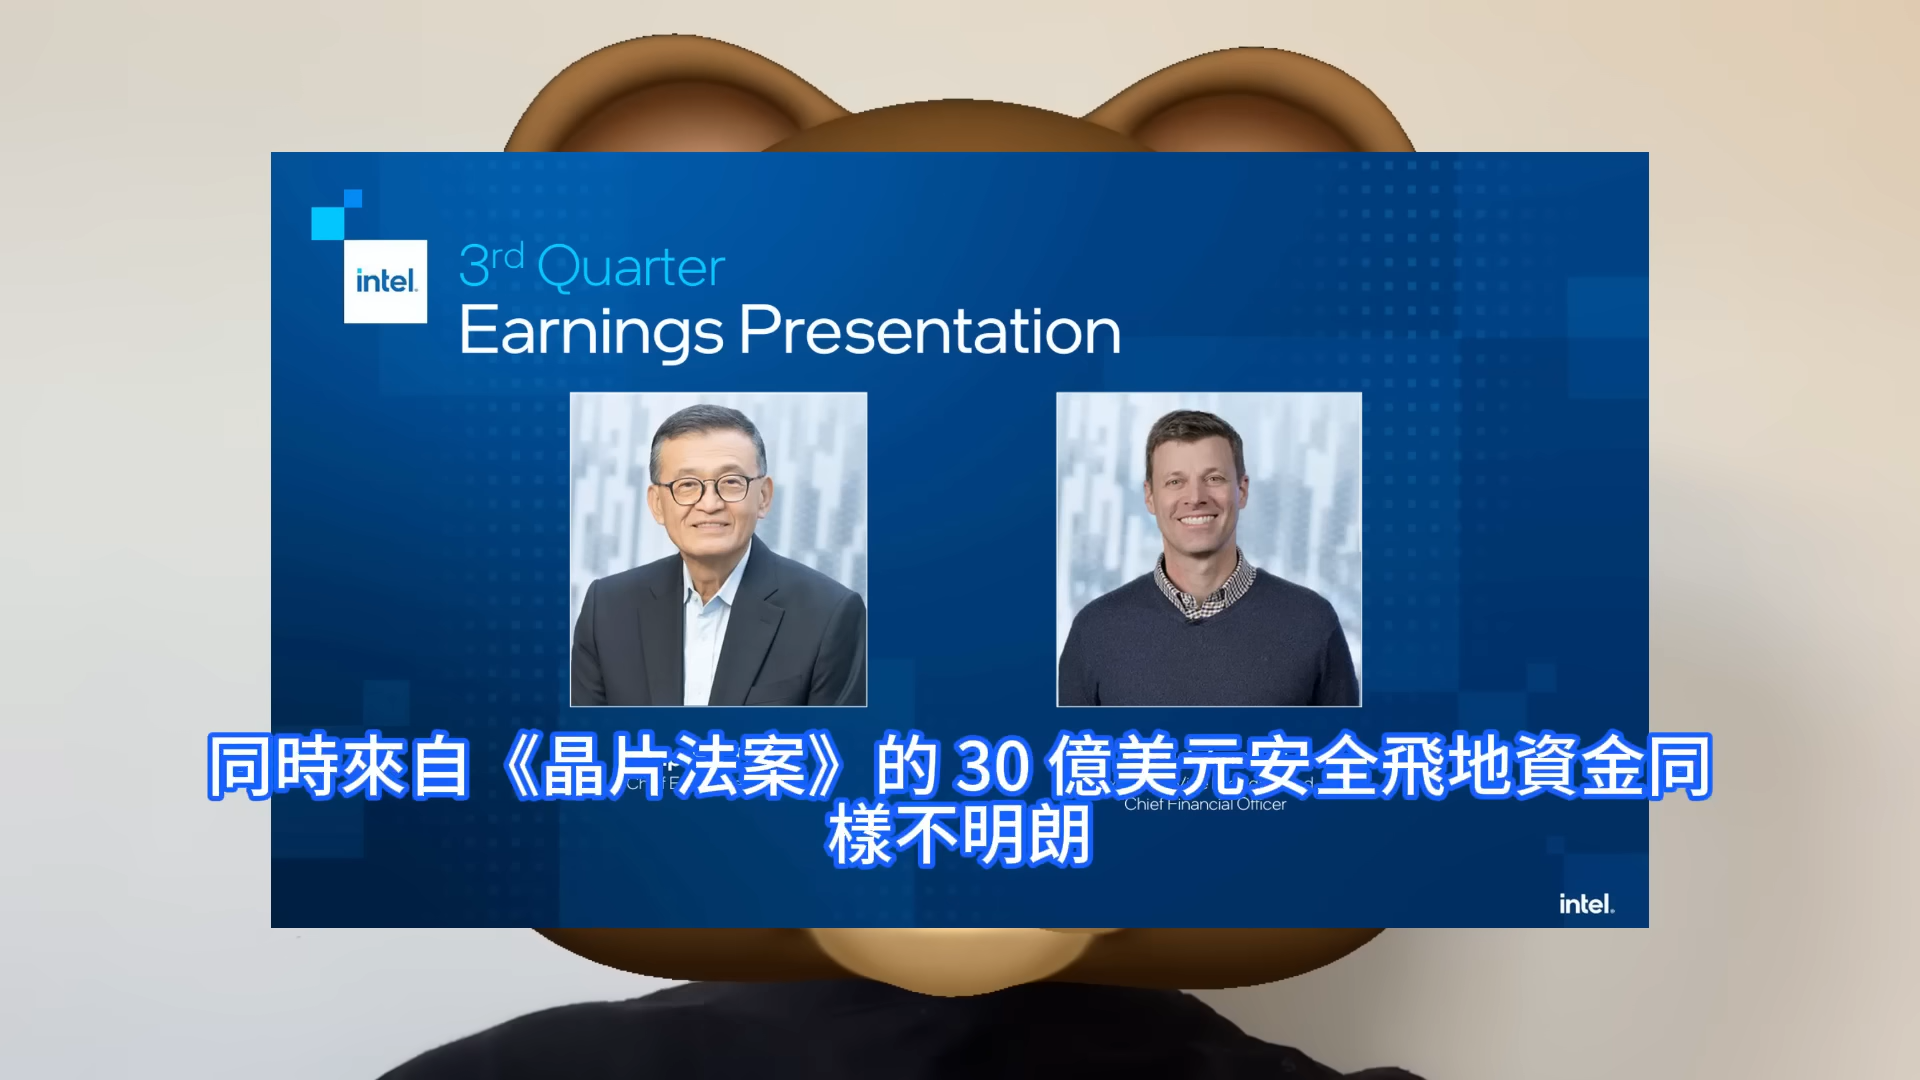 intel.
3rd Quarter
Earnings Presentation
同時來自《晶片法案》的 30 億美元安全飛地資金同
樣不明朗
Chief Financial Officer
intel.